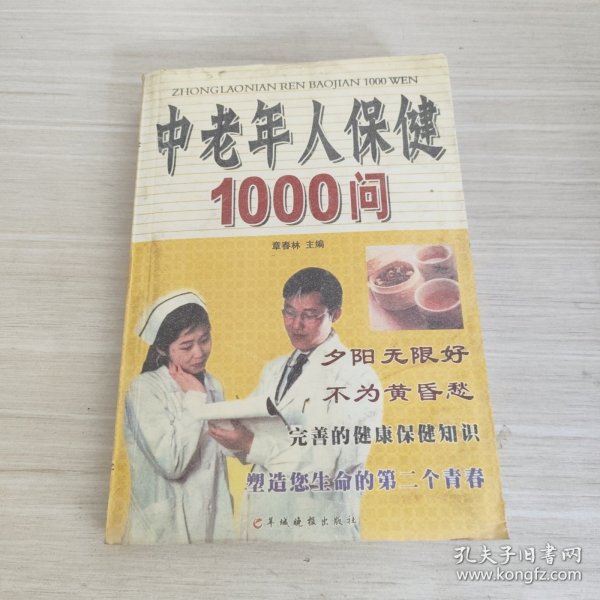 ZHONGLAONIAN REN BAOJIAN 1000 WEN
中老年人保健
1000问
章春林 主编
夕阳无限好
不为黄昏愁
完善的健康保健知识
塑造您生命的第二个青春
羊城晚报出版社
孔夫子旧书网
www.kongfz.com